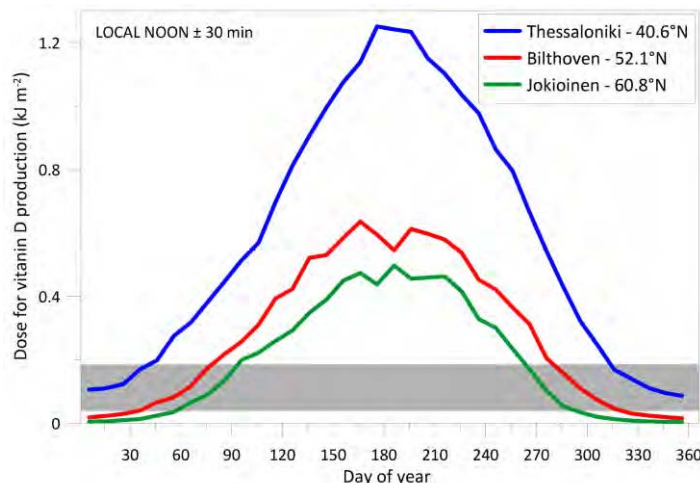 LOCAL NOON ± 30 min
Thessaloniki - 40.6°N
Bilthoven - 52.1°N
Jokioinen - 60.8°N
Dose for vitamin D production (kJ m⁻²)
1.2
0.8
0.4
0
30 60 90 120 150 180 210 240 270 300 330 360
Day of year